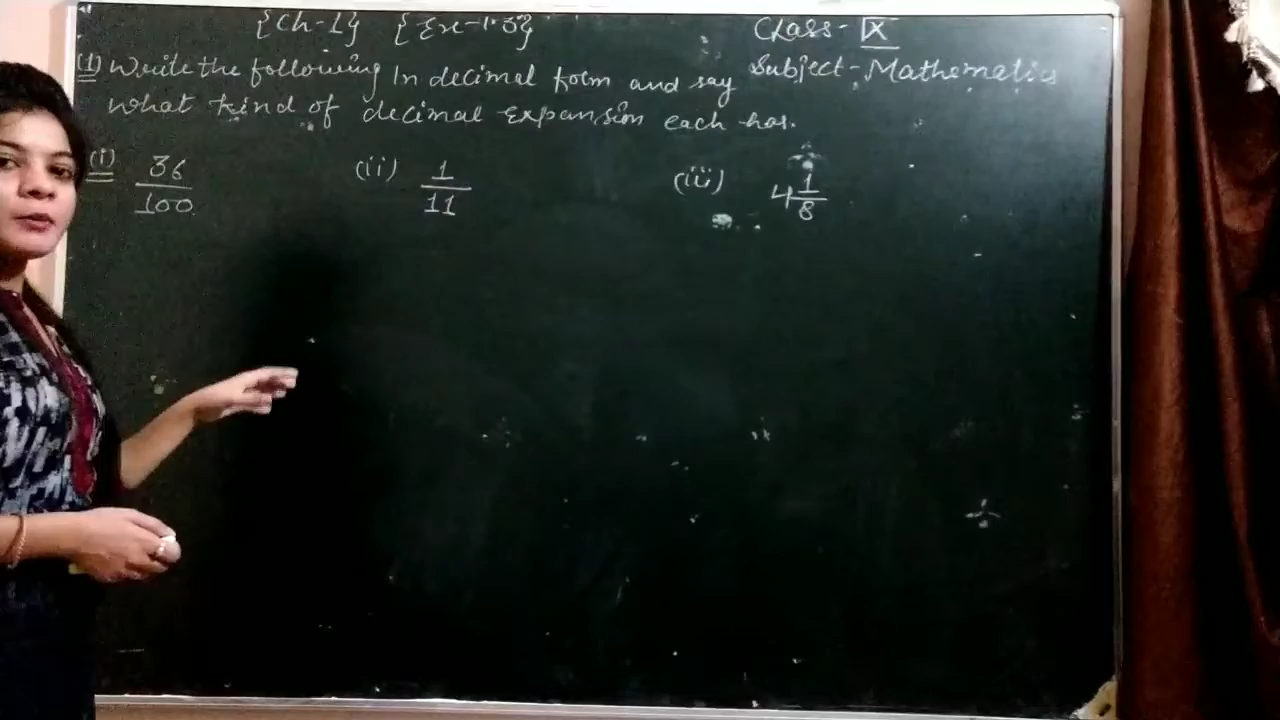 {Ch-1} {Ex-1.3} Class- IX
Subject-Mathematics
(1) Write the following In decimal form and say
what kind of decimal expansion each has.
(i) 36/100 (ii) 1/11 (iii) 4 1/8